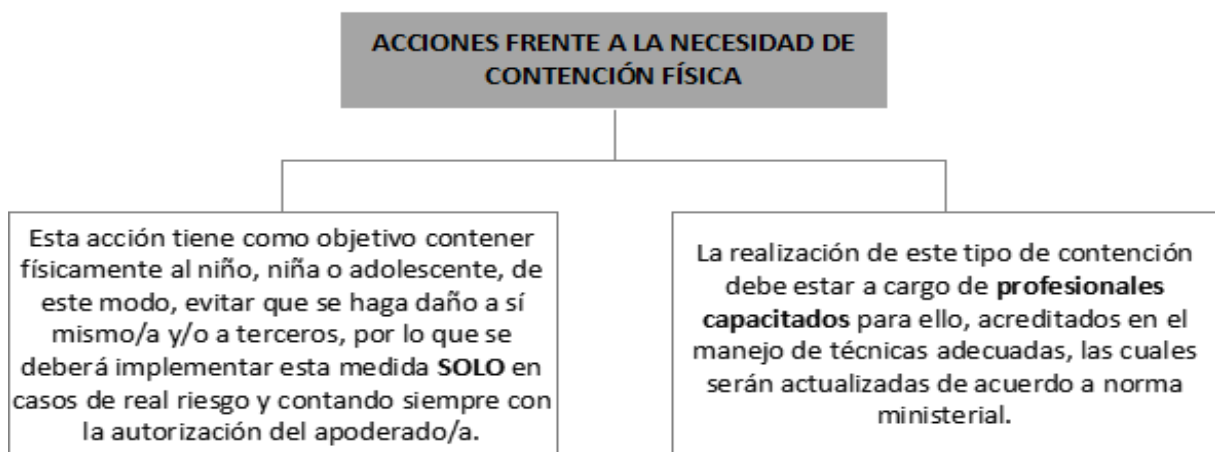 ACCIONES FRENTE A LA NECESIDAD DE
CONTENCIÓN FÍSICA
Esta acción tiene como objetivo contener
físicamente al niño, niña o adolescente, de
este modo, evitar que se haga daño a sí
mismo/a y/o a terceros, por lo que se
deberá implementar esta medida SOLO en
casos de real riesgo y contando siempre con
la autorización del apoderado/a.
La realización de este tipo de contención
debe estar a cargo de profesionales
capacitados para ello, acreditados en el
manejo de técnicas adecuadas, las cuales
serán actualizadas de acuerdo a norma
ministerial.